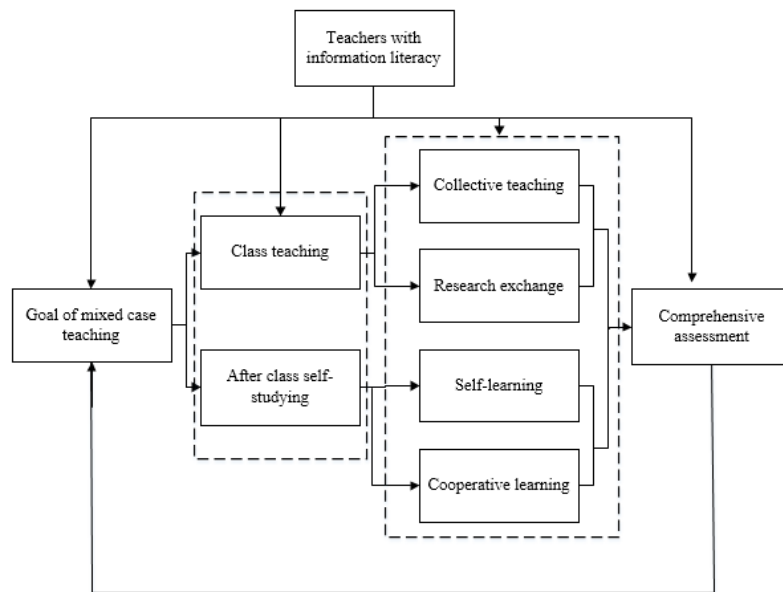 Teachers with
information literacy
Collective teaching
Class teaching
Research exchange
Goal of mixed case
teaching
Comprehensive
assessment
After class self-
studying
Self-learning
Cooperative learning